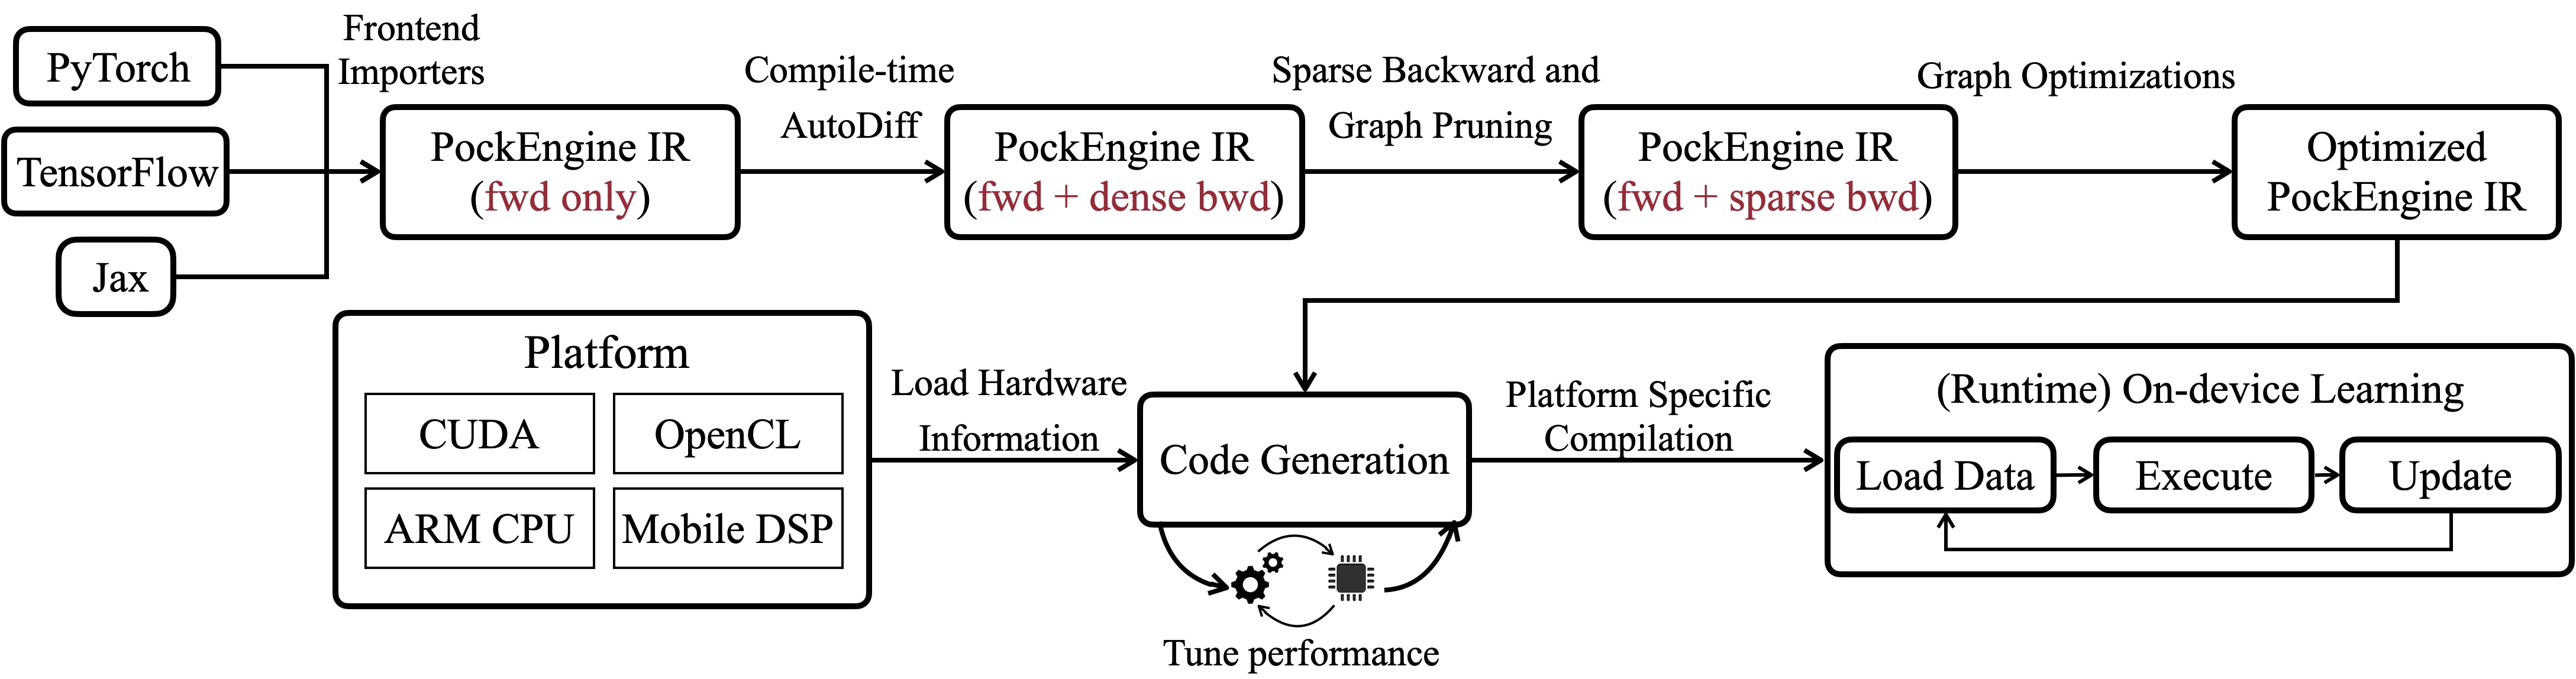 PyTorch
TensorFlow
Jax
Frontend
Importers
PockEngine IR
(fwd only)
Compile-time
AutoDiff
PockEngine IR
(fwd + dense bwd)
Sparse Backward and
Graph Pruning
PockEngine IR
(fwd + sparse bwd)
Graph Optimizations
Optimized
PockEngine IR
Platform
CUDA
OpenCL
ARM CPU
Mobile DSP
Load Hardware
Information
Code Generation
Tune performance
Platform Specific
Compilation
(Runtime) On-device Learning
Load Data
Execute
Update